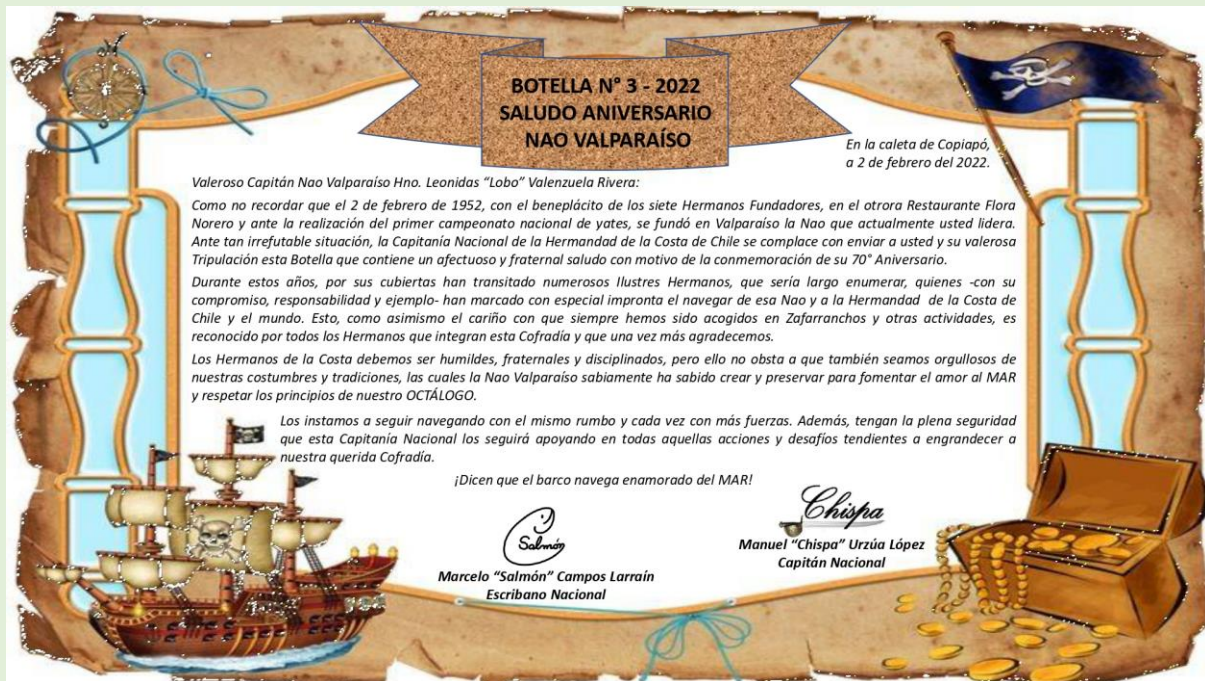 BOTELLA N° 3 - 2022
SALUDO ANIVERSARIO
NAO VALPARAÍSO
En la caleta de Copiapó,
a 2 de febrero del 2022.
Valeroso Capitán Nao Valparaíso Hno. Leonidas “Lobo” Valenzuela Rivera:
Como no recordar que el 2 de febrero de 1952, con el beneplácito de los siete Hermanos Fundadores, en el otrora Restaurante Flora
Norero y ante la realización del primer campeonato nacional de yates, se fundó en Valparaíso la Nao que actualmente usted lidera.
Ante tan irrefutable situación, la Capitanía Nacional de la Hermandad de la Costa de Chile se complace con enviar a usted y su valerosa
Tripulación esta Botella que contiene un afectuoso y fraternal saludo con motivo de la conmemoración de su 70° Aniversario.
Durante estos años, por sus cubiertas han transitado numerosos Ilustres Hermanos, que sería largo enumerar, quienes -con su
compromiso, responsabilidad y ejemplo- han marcado con especial impronta el navegar de esa Nao y a la Hermandad de la Costa de
Chile y el mundo. Esto, como asimismo el cariño con que siempre hemos sido acogidos en Zafarranchos y otras actividades, es
reconocido por todos los Hermanos que integran esta Cofradía y que una vez más agradecemos.
Los Hermanos de la Costa debemos ser humildes, fraternales y disciplinados, pero ello no obsta a que también seamos orgullosos de
nuestras costumbres y tradiciones, las cuales la Nao Valparaíso sabiamente ha sabido crear y preservar para fomentar el amor al MAR
y respetar los principios de nuestro OCTÁLOGO.
Los instamos a seguir navegando con el mismo rumbo y cada vez con más fuerzas. Además, tengan la plena seguridad
que esta Capitanía Nacional los seguirá apoyando en todas aquellas acciones y desafíos tendientes a engrandecer a
nuestra querida Cofradía.
¡Dicen que el barco navega enamorado del MAR!
Salmón
Marcelo “Salmón” Campos Larraín
Escribano Nacional
Chispa
Manuel “Chispa” Urzúa López
Capitán Nacional